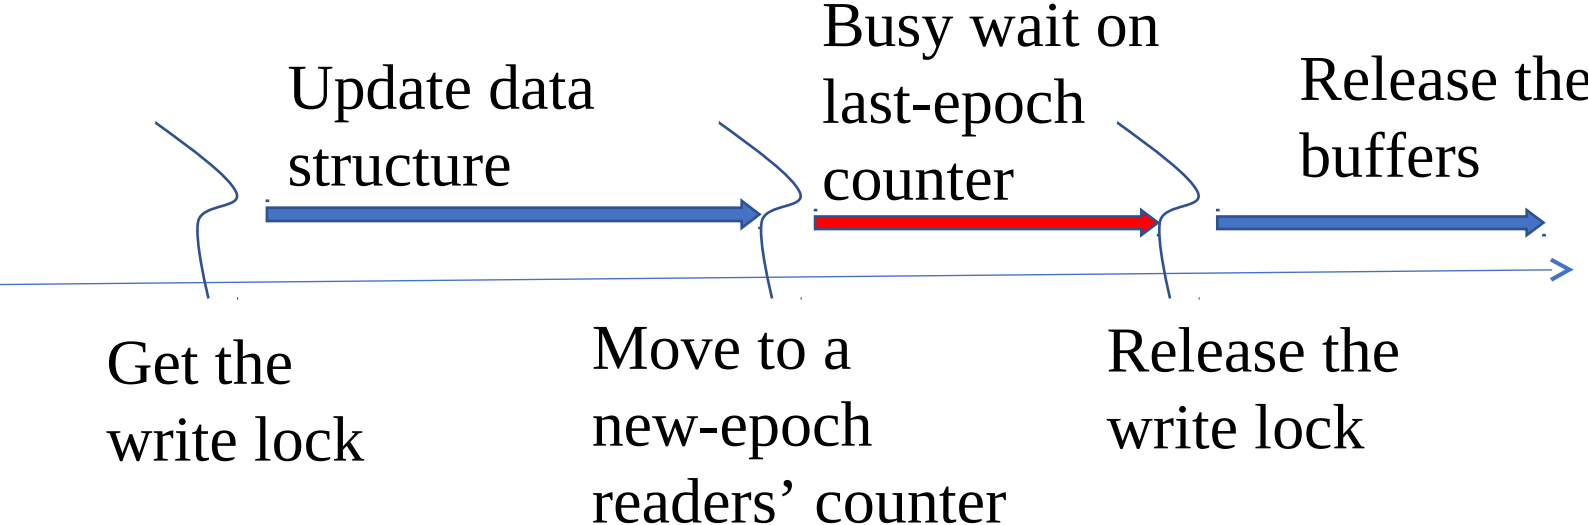 Update data
structure
Busy wait on
last-epoch
counter
Release the
buffers
Get the
write lock
Move to a
new-epoch
readers’ counter
Release the
write lock